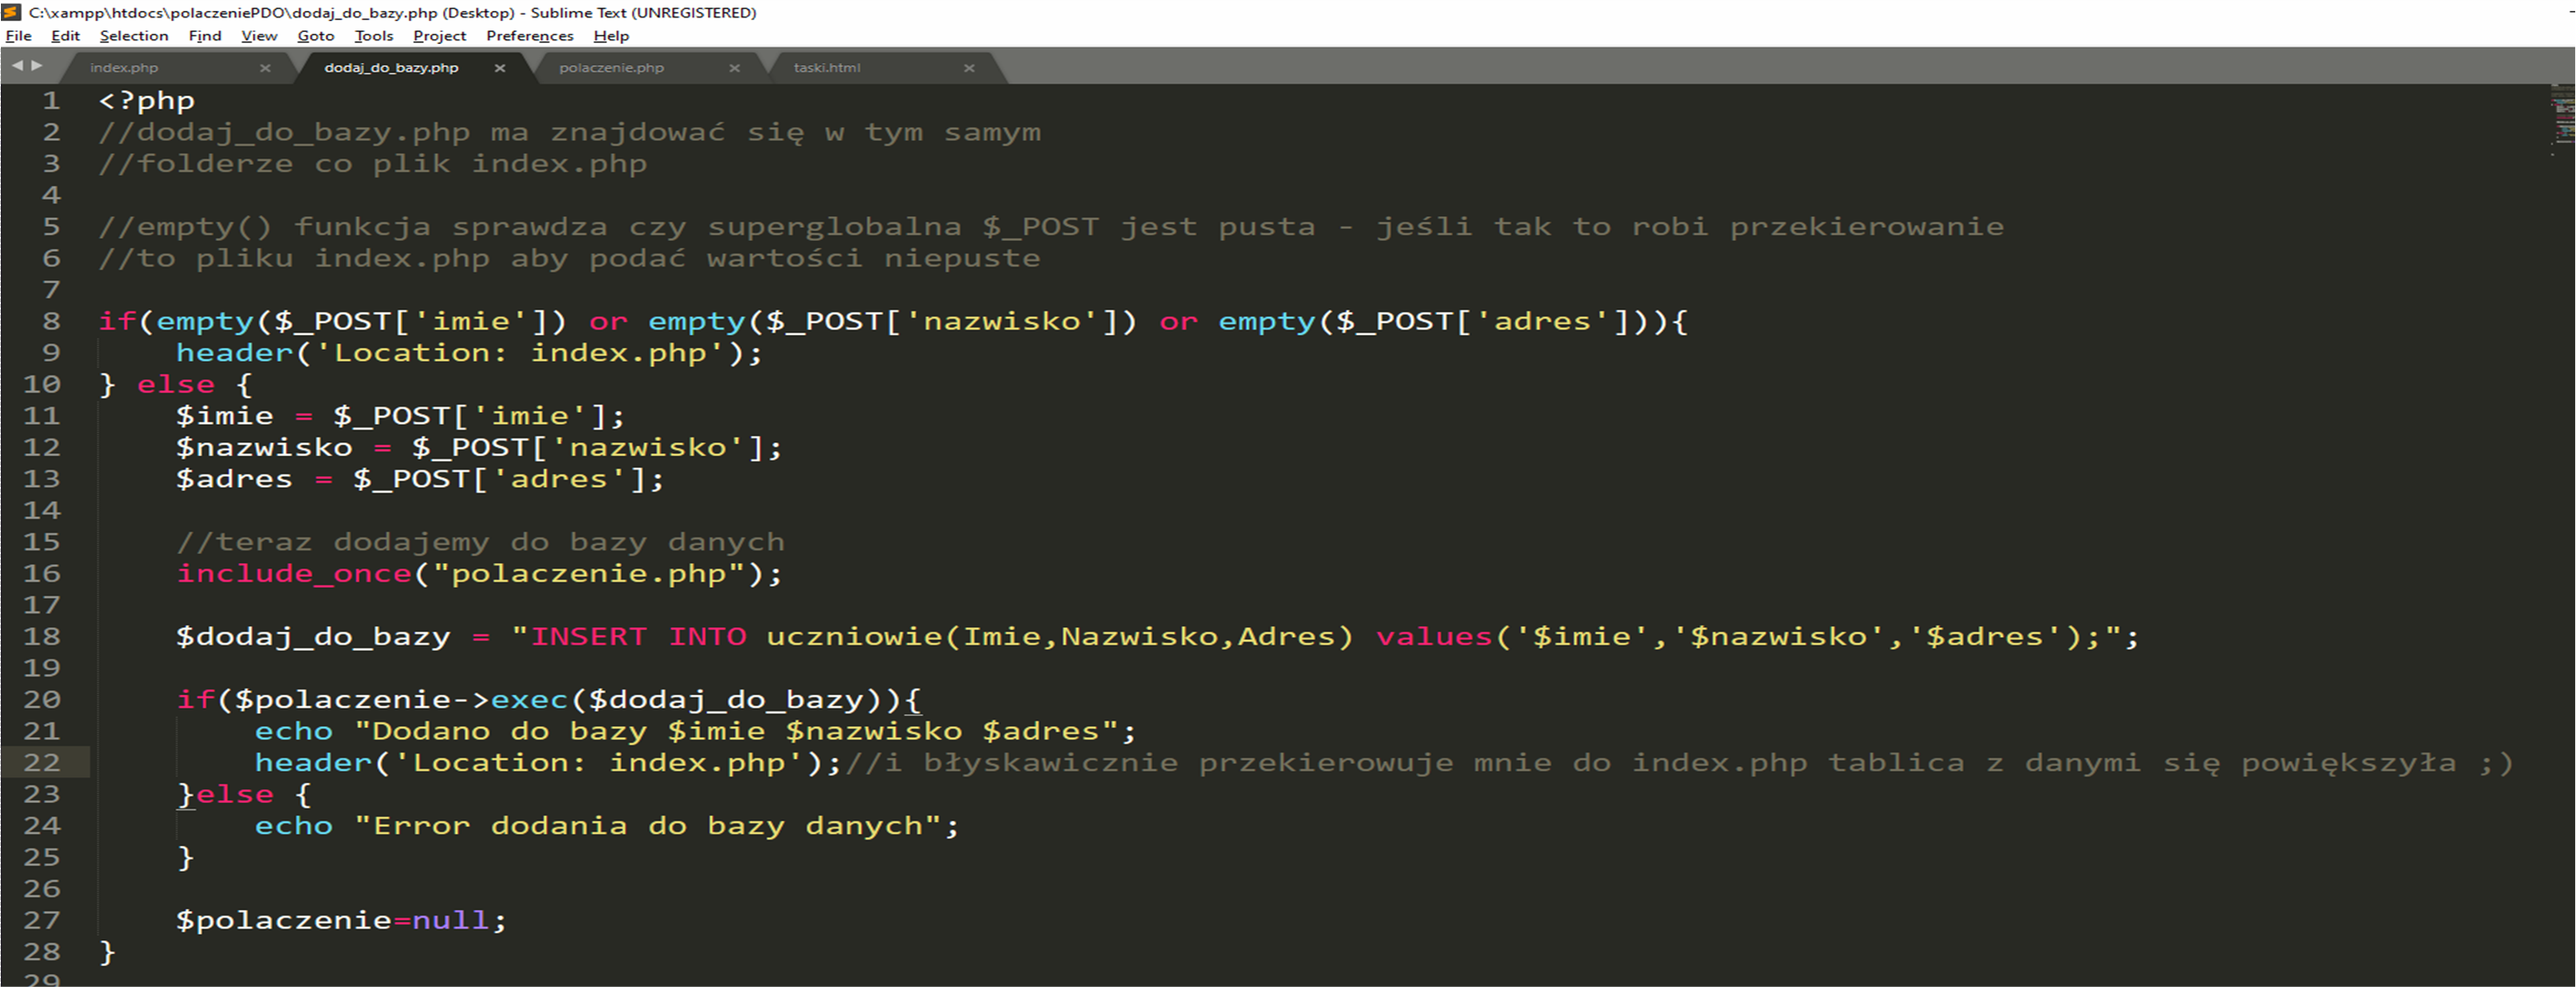 C:\xampp\htdocs\polaczeniePDO\dodaj_do_bazy.php (Desktop) - Sublime Text (UNREGISTERED)
File Edit Selection Find View Goto Tools Project Preferences Help
index.php × dodaj_do_bazy.php × polaczenie.php × taski.html ×
1 <?php
2 //dodaj_do_bazy.php ma znajdować się w tym samym
3 //folderze co plik index.php
4
5 //empty() funkcja sprawdza czy superglobalna $_POST jest pusta - jeśli tak to robi przekierowanie
6 //to pliku index.php aby podać wartości niepuste
7
8 if(empty($_POST['imie']) or empty($_POST['nazwisko']) or empty($_POST['adres'])){
9     header('Location: index.php');
10 } else {
11     $imie = $_POST['imie'];
12     $nazwisko = $_POST['nazwisko'];
13     $adres = $_POST['adres'];
14
15     //teraz dodajemy do bazy danych
16     include_once("polaczenie.php");
17
18     $dodaj_do_bazy = "INSERT INTO uczniowie(Imie,Nazwisko,Adres) values('$imie','$nazwisko','$adres');";
19
20     if($polaczenie->exec($dodaj_do_bazy)){
21         echo "Dodano do bazy $imie $nazwisko $adres";
22         header('Location: index.php');//i błyskawicznie przekierowuje mnie do index.php tablica z danymi się powiększyła ;)
23     }else {
24         echo "Error dodania do bazy danych";
25     }
26
27     $polaczenie=null;
28 }
29